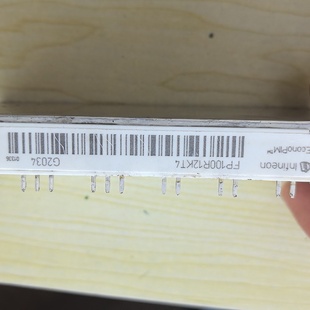 infineon
EconoPIM™
FP100R12KT4
G2034